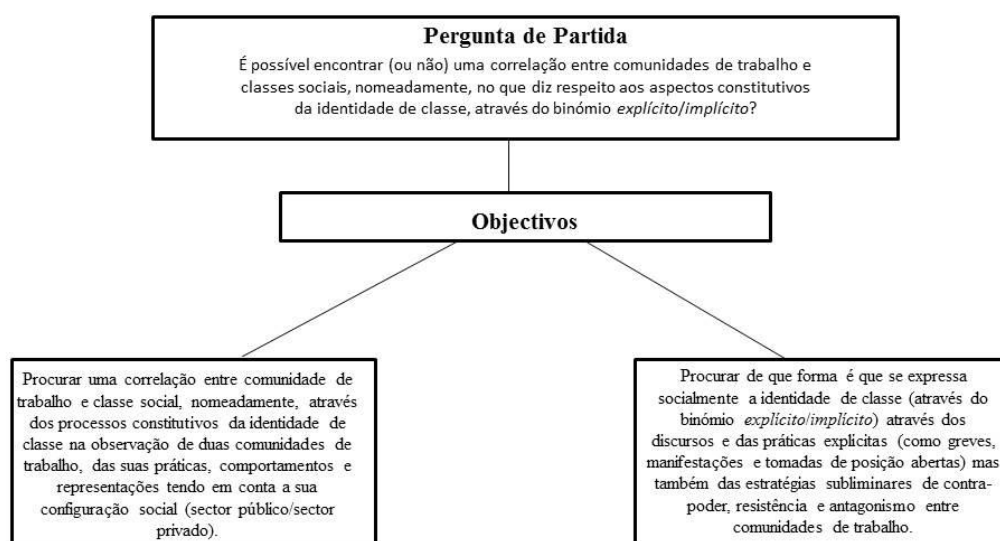 Pergunta de Partida
É possível encontrar (ou não) uma correlação entre comunidades de trabalho e
classes sociais, nomeadamente, no que diz respeito aos aspectos constitutivos
da identidade de classe, através do binómio explícito/implícito?
Objectivos
Procurar uma correlação entre comunidade de
trabalho e classe social, nomeadamente, através
dos processos constitutivos da identidade de
classe na observação de duas comunidades de
trabalho, das suas práticas, comportamentos e
representações tendo em conta a sua
configuração social (sector público/sector
privado).
Procurar de que forma é que se expressa
socialmente a identidade de classe (através do
binómio explícito/implícito) através dos
discursos e das práticas explicitas (como greves,
manifestações e tomadas de posição abertas) mas
também das estratégias subliminares de contra-
poder, resistência e antagonismo entre
comunidades de trabalho.